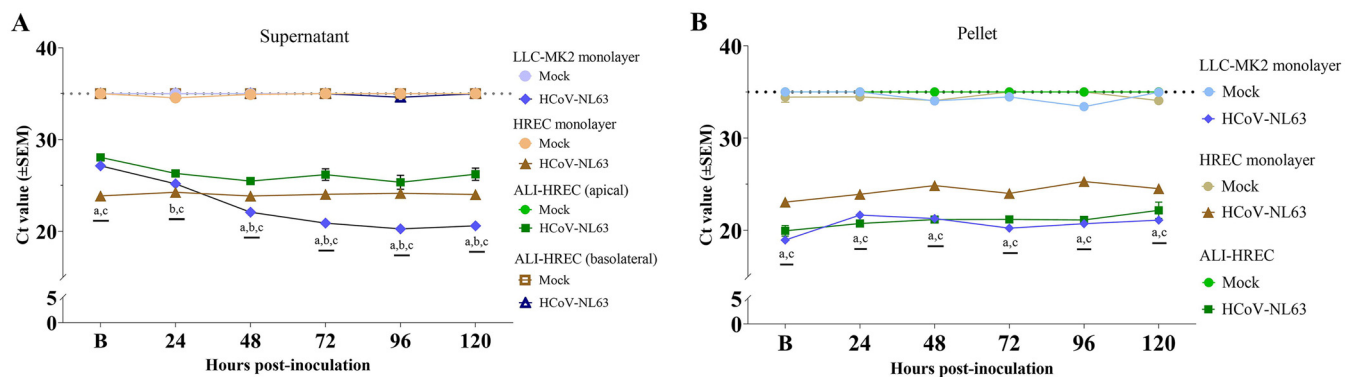 A
Supernatant
40
30
20
5
0
Ct value (±SEM)
a,c
b,c
a,b,c
a,b,c
a,b,c
a,b,c
B
24
48
72
96
120
Hours post-inoculation
LLC-MK2 monolayer
Mock
HCoV-NL63
HREC monolayer
Mock
HCoV-NL63
ALI-HREC (apical)
Mock
HCoV-NL63
ALI-HREC (basolateral)
Mock
HCoV-NL63
B
Pellet
40
30
20
5
0
Ct value (±SEM)
a,c
a,c
a,c
a,c
a,c
a,c
B
24
48
72
96
120
Hours post-inoculation
LLC-MK2 monolayer
Mock
HCoV-NL63
HREC monolayer
Mock
HCoV-NL63
ALI-HREC
Mock
HCoV-NL63